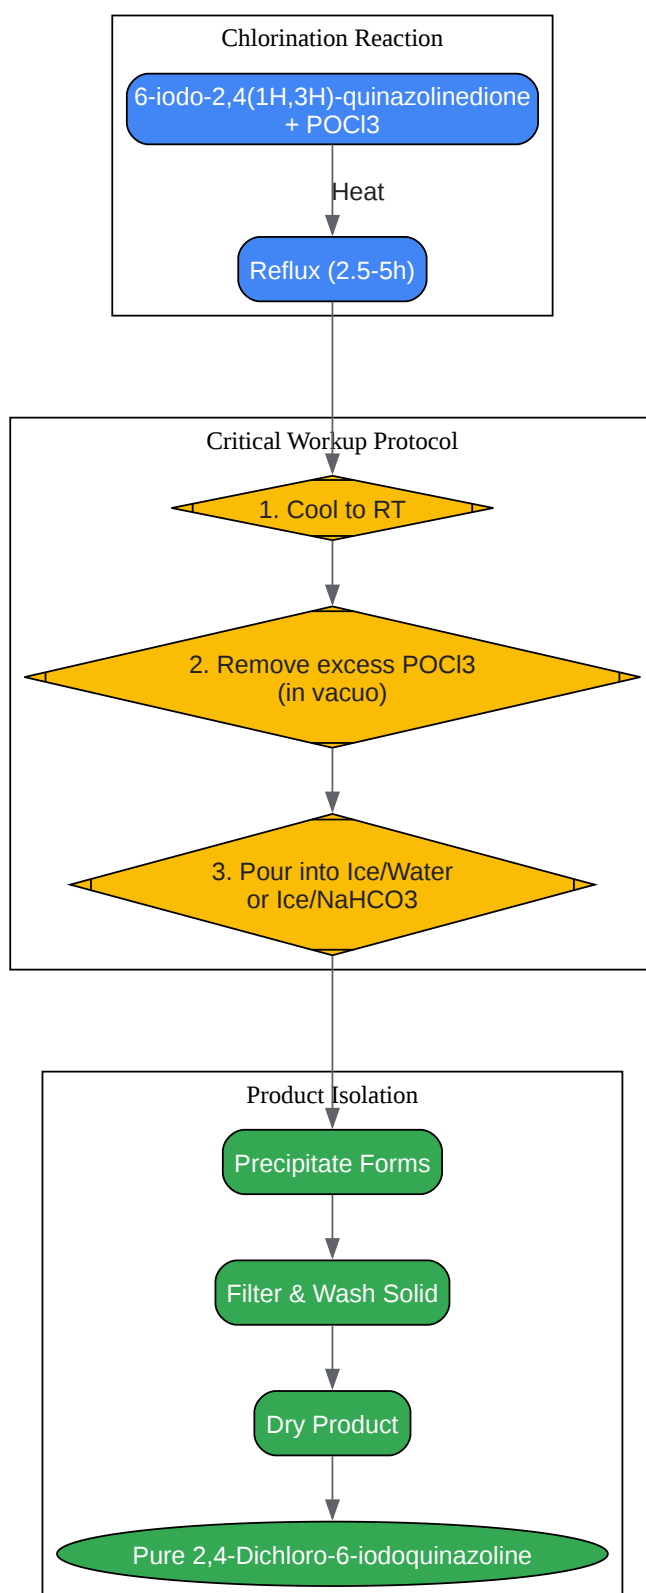 Chlorination Reaction
6-iodo-2,4(1H,3H)-quinazolinedione
+ POCl3
Heat
Reflux (2.5-5h)
Critical Workup Protocol
1. Cool to RT
2. Remove excess POCl3
(in vacuo)
3. Pour into Ice/Water
or Ice/NaHCO3
Product Isolation
Precipitate Forms
Filter & Wash Solid
Dry Product
Pure 2,4-Dichloro-6-iodoquinazoline